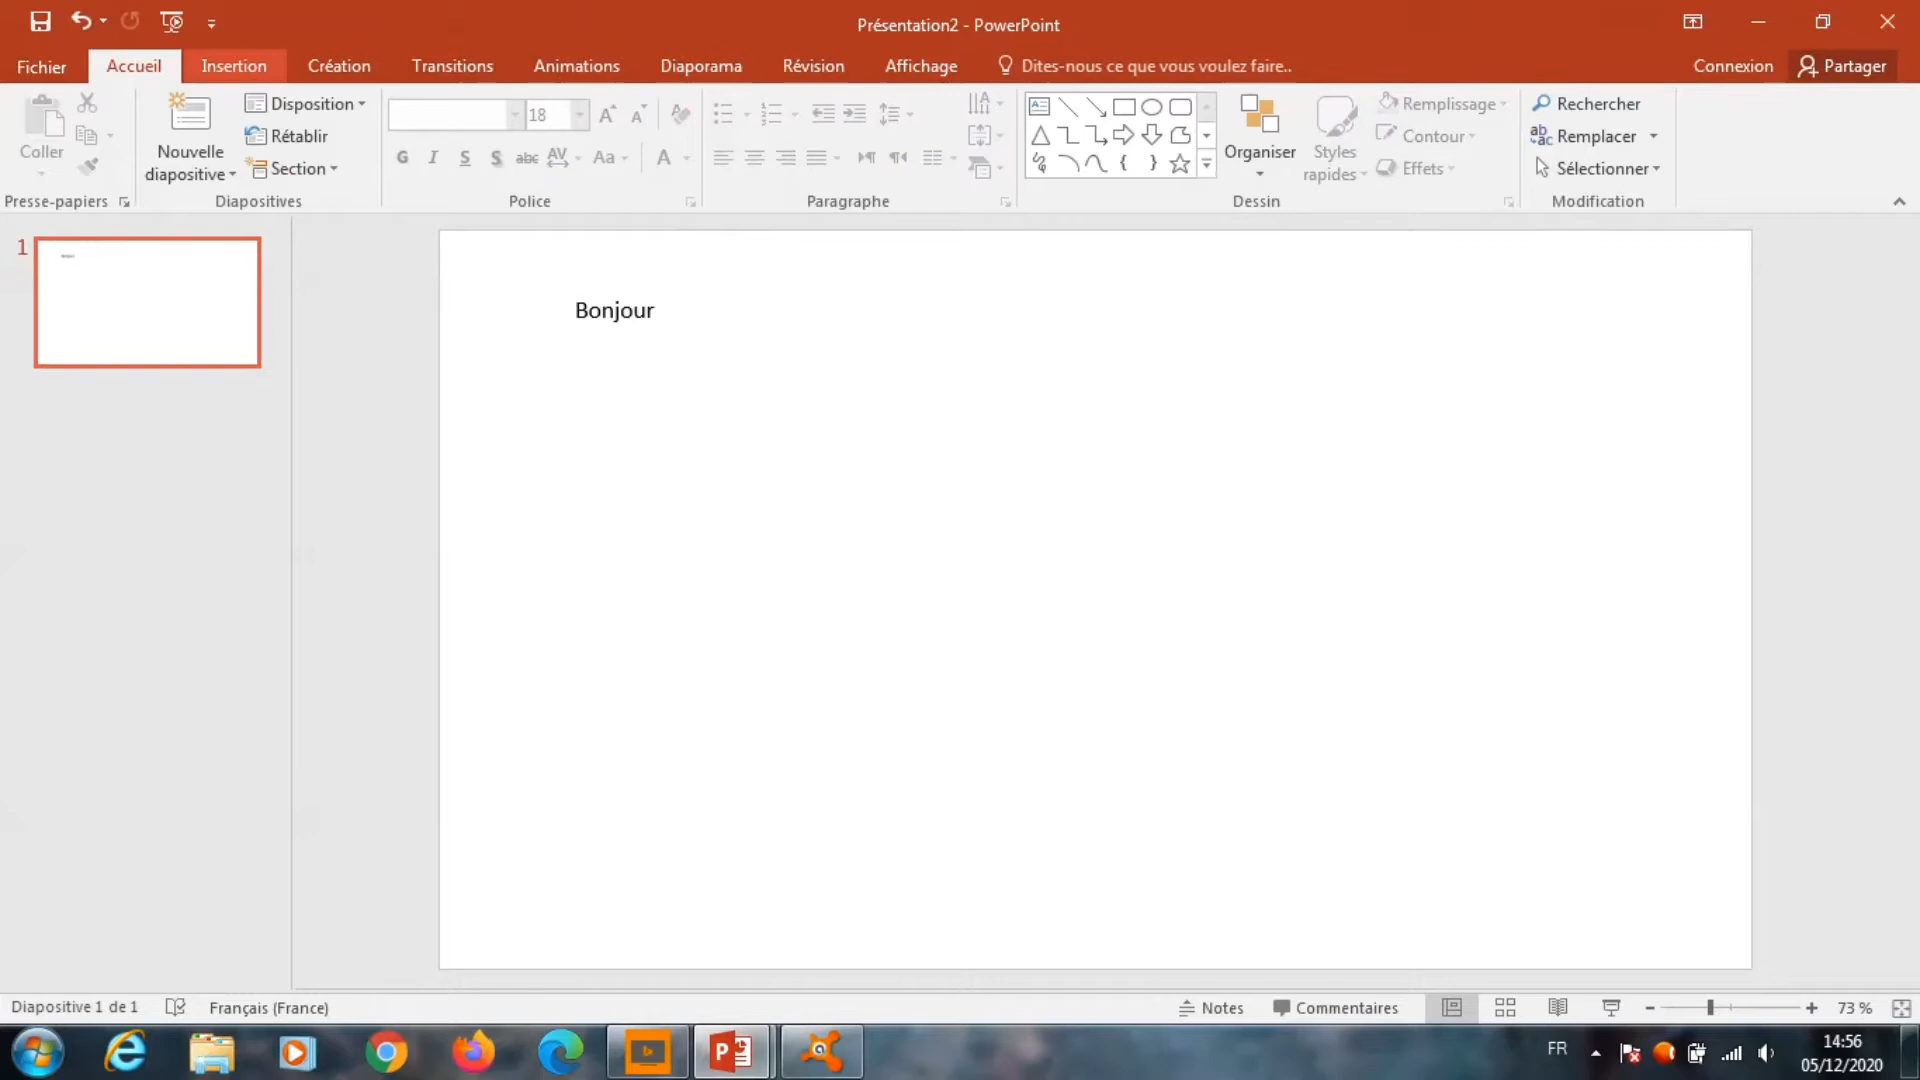 Présentation2 - PowerPoint
Fichier Accueil Insertion Création Transitions Animations Diaporama Révision Affichage Dites-nous ce que vous voulez faire.. Connexion Partager
Coller
Presse-papiers
Nouvelle
diapositive
Disposition
Rétablir
Section
Diapositives
18
G I S S abc AV Aa A
Police
Paragraphe
Dessin
Organiser
Styles
rapides
Remplissage
Contour
Effets
Rechercher
Remplacer
Sélectionner
Modification
1
Bonjour
Diapositive 1 de 1 Français (France) Notes Commentaires 73 %
FR 14:56
05/12/2020